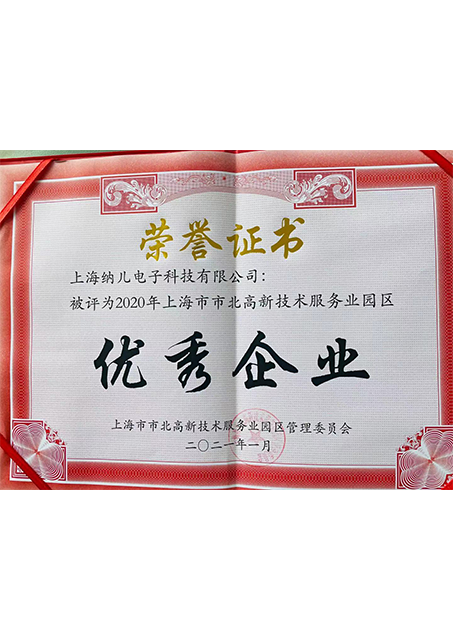 荣誉证书
上海纳儿电子科技有限公司：
被评为2020年上海市市北高新技术服务业园区
优秀企业
上海市市北高新技术服务业园区管理委员会
二〇二一年一月